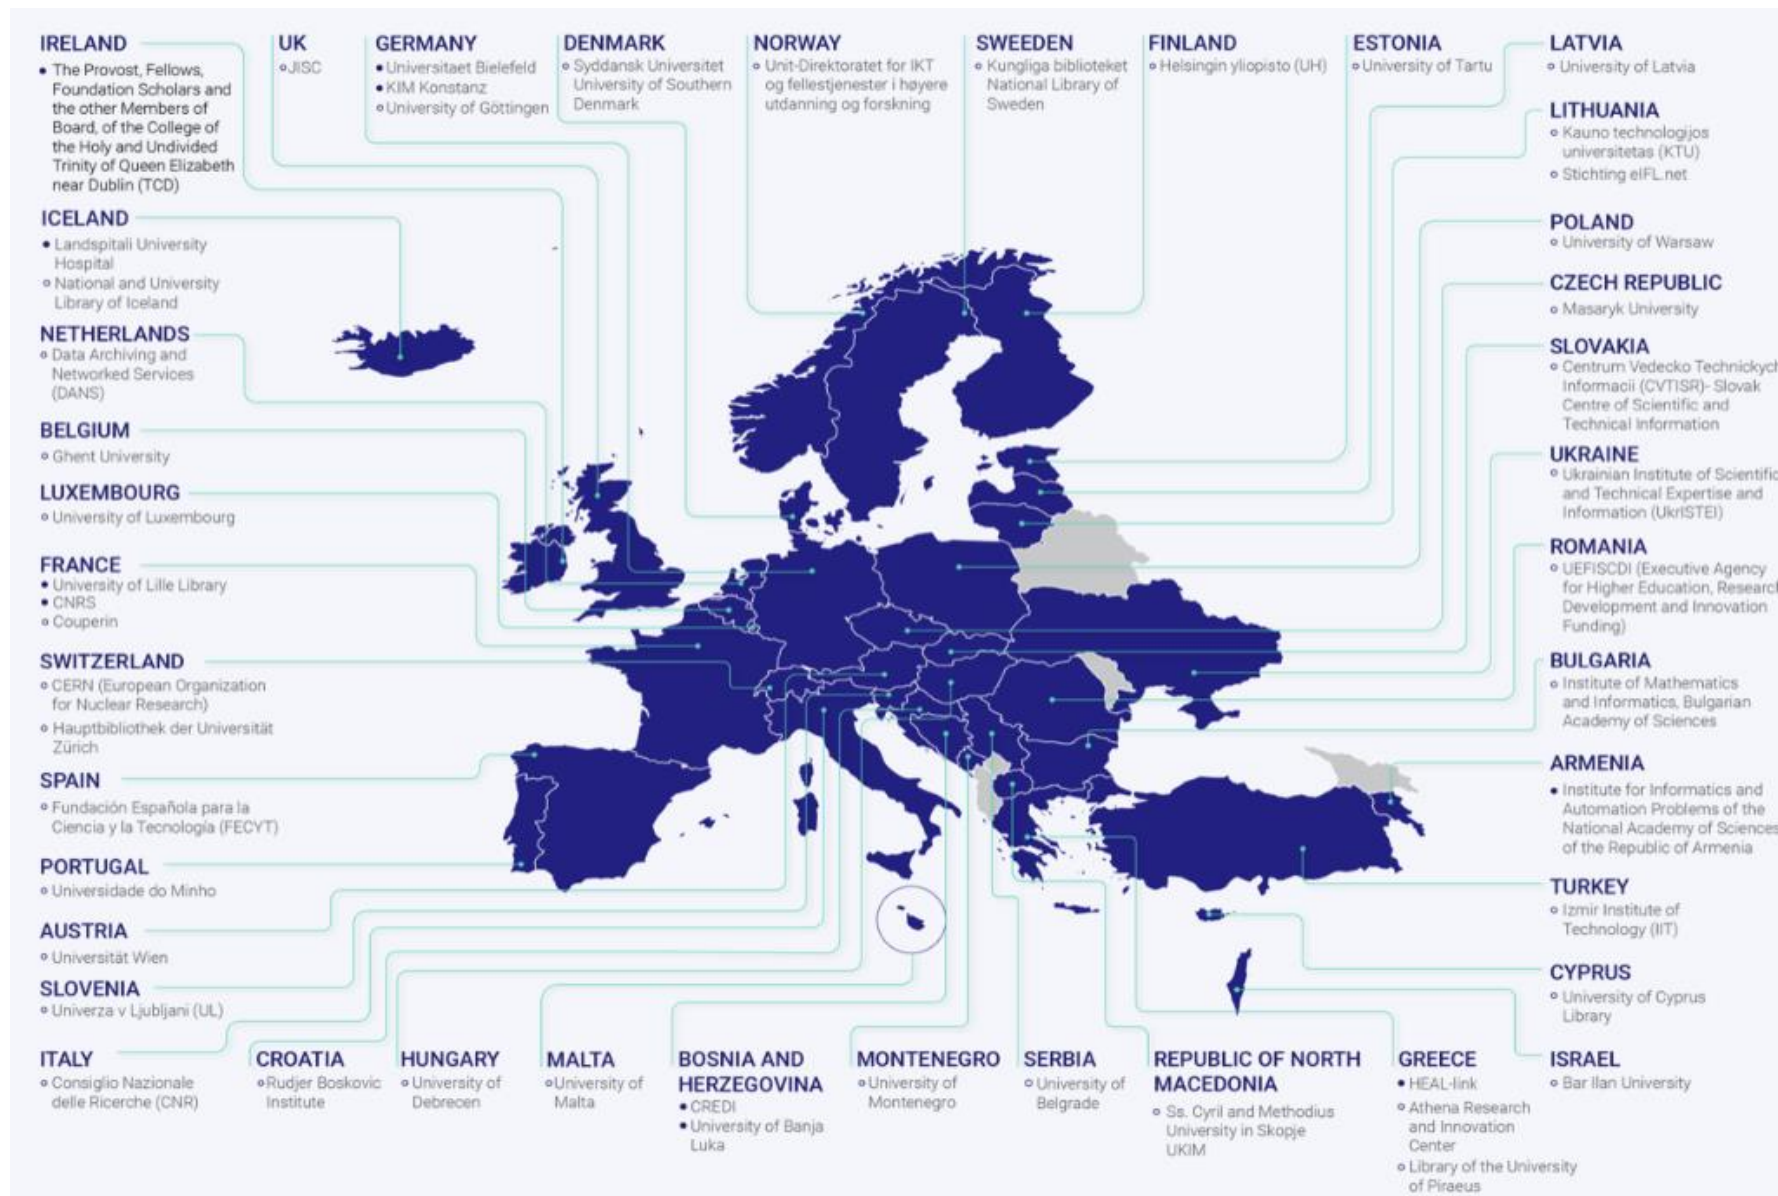 IRELAND
The Provost, Fellows,
Foundation Scholars and
the other Members of
Board, of the College of
the Holy and Undivided
Trinity of Queen Elizabeth
near Dublin (TCD)
UK
JISC
GERMANY
Universitaet Bielefeld
KIM Konstanz
University of Göttingen
DENMARK
Syddansk Universitet
University of Southern
Denmark
NORWAY
Unit-Direktoratet for IKT
og fellestjenester i høyere
utdanning og forskning
SWEEDEN
Kungliga biblioteket
National Library of
Sweden
FINLAND
Helsingin yliopisto (UH)
ESTONIA
University of Tartu
LATVIA
University of Latvia
LITHUANIA
Kauno technologijos
universitetas (KTU)
Stichting eIFL.net
ICELAND
Landspitali University
Hospital
National and University
Library of Iceland
NETHERLANDS
Data Archiving and
Networked Services
(DANS)
BELGIUM
Ghent University
LUXEMBOURG
University of Luxembourg
FRANCE
University of Lille Library
CNRS
Couperin
SWITZERLAND
CERN (European Organization
for Nuclear Research)
Hauptbibliothek der Universität
Zürich
SPAIN
Fundación Española para la
Ciencia y la Tecnología (FECYT)
PORTUGAL
Universidade do Minho
AUSTRIA
Universität Wien
SLOVENIA
Univerza v Ljubljani (UL)
POLAND
University of Warsaw
CZECH REPUBLIC
Masaryk University
SLOVAKIA
Centrum Vedecko Technickych
Informacii (CVTISR)- Slovak
Centre of Scientific and
Technical Information
UKRAINE
Ukrainian Institute of Scientific
and Technical Expertise and
Information (UkrISTEI)
ROMANIA
UEFISCDI (Executive Agency
for Higher Education, Research
Development and Innovation
Funding)
BULGARIA
Institute of Mathematics
and Informatics, Bulgarian
Academy of Sciences
ARMENIA
Institute for Informatics and
Automation Problems of the
National Academy of Sciences
of the Republic of Armenia
TURKEY
Izmir Institute of
Technology (IIT)
CYPRUS
University of Cyprus
Library
ITALY
Consiglio Nazionale
delle Ricerche (CNR)
CROATIA
Rudjer Boskovic
Institute
HUNGARY
University of
Debrecen
MALTA
University of
Malta
BOSNIA AND
HERZEGOVINA
CREDI
University of Banja
Luka
MONTENEGRO
University of
Montenegro
SERBIA
University of
Belgrade
REPUBLIC OF NORTH
MACEDONIA
Ss. Cyril and Methodius
University in Skopje
UKIM
GREECE
HEAL-link
Athena Research
and Innovation
Center
Library of the University
of Piraeus
ISRAEL
Bar Ilan University